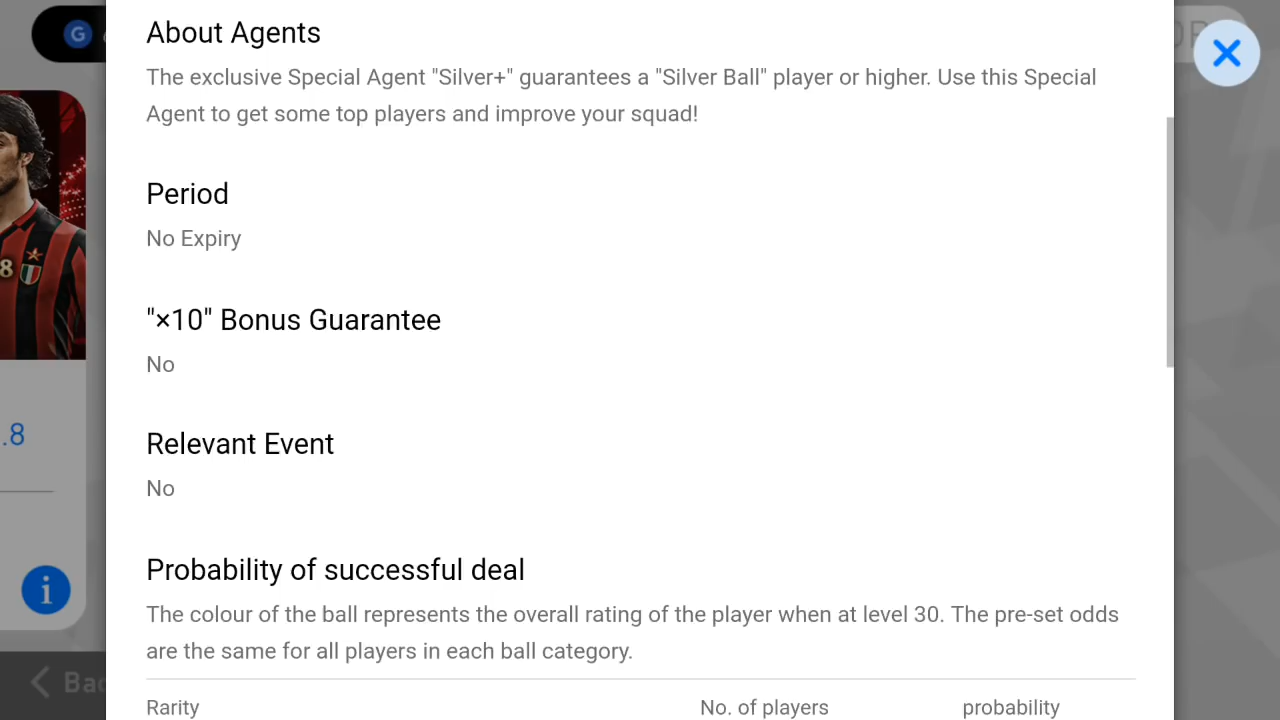 About Agents
The exclusive Special Agent "Silver+" guarantees a "Silver Ball" player or higher. Use this Special
Agent to get some top players and improve your squad!
Period
No Expiry
"×10" Bonus Guarantee
No
Relevant Event
No
Probability of successful deal
The colour of the ball represents the overall rating of the player when at level 30. The pre-set odds
are the same for all players in each ball category.
Rarity No. of players probability
G
8
.8
i